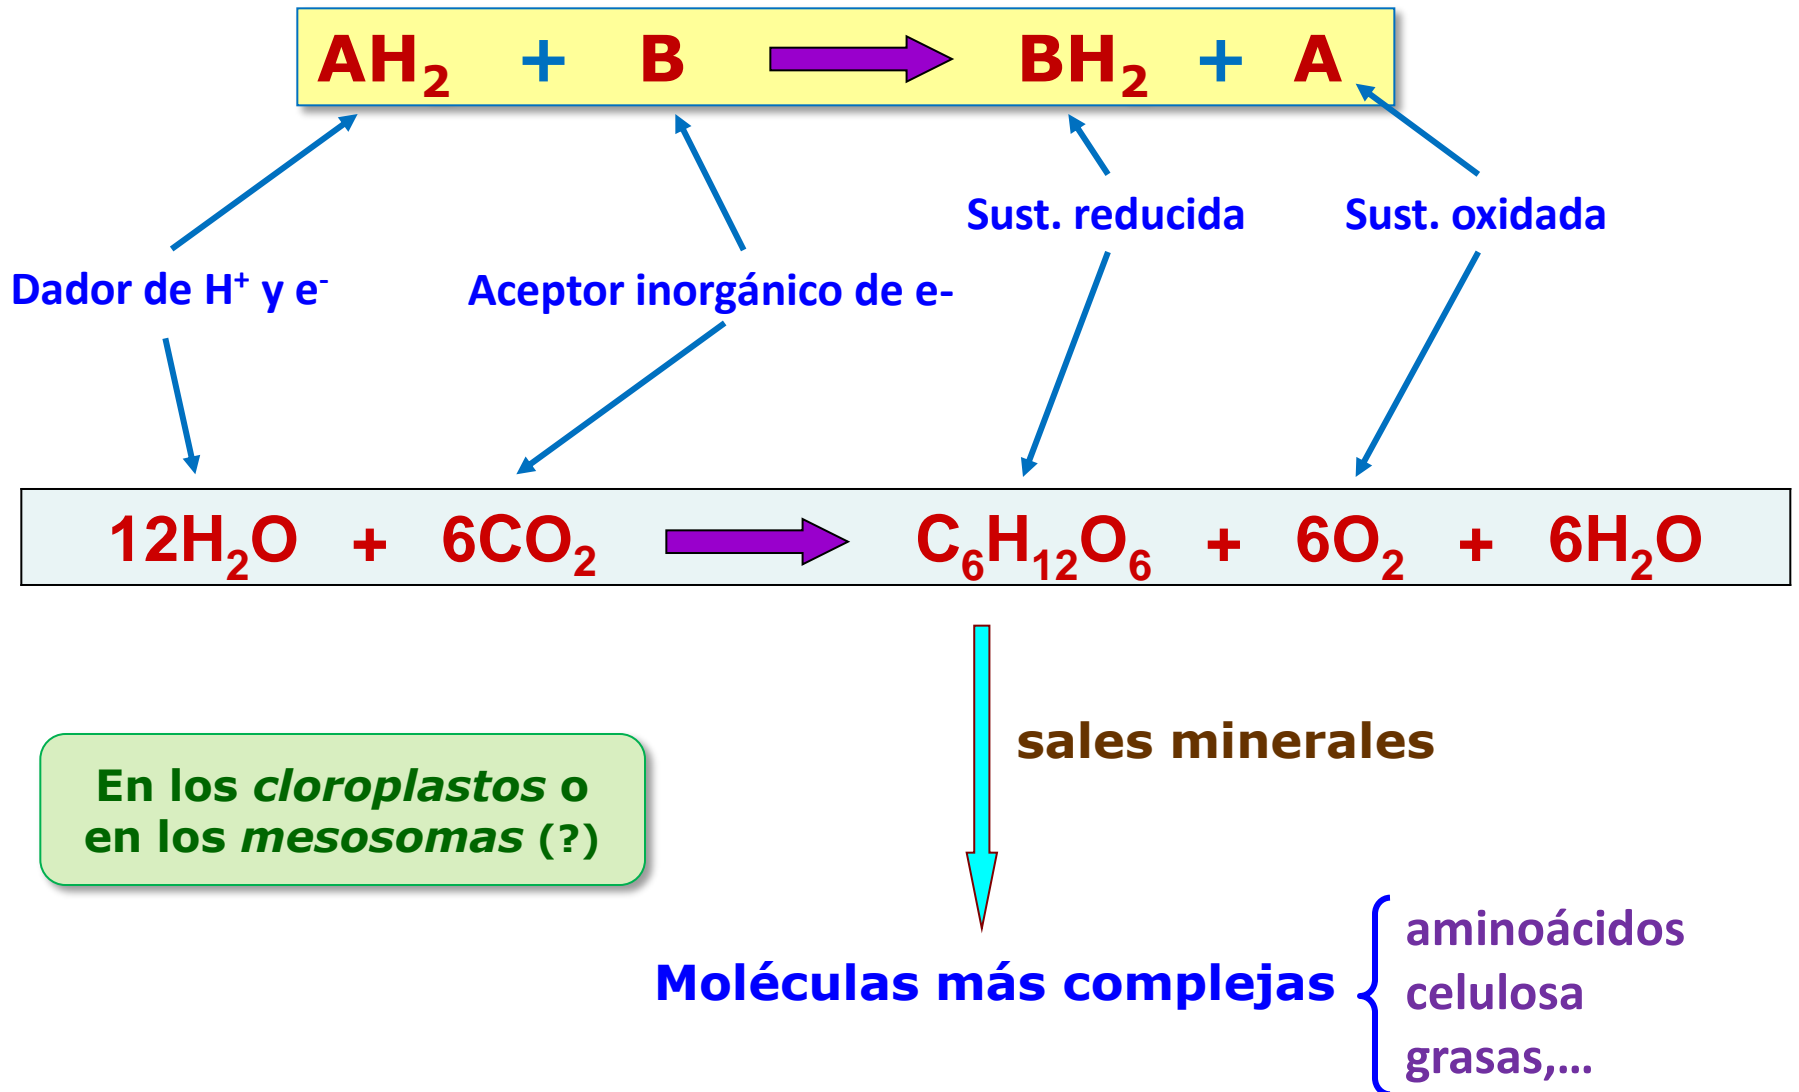 AH₂ + B BH₂ + A
Sust. reducida Sust. oxidada
Dador de H⁺ y e⁻ Aceptor inorgánico de e-
12H₂O + 6CO₂ C₆H₁₂O₆ + 6O₂ + 6H₂O
sales minerales
En los cloroplastos o
en los mesosomas (?)
Moléculas más complejas
aminoácidos
celulosa
grasas,...